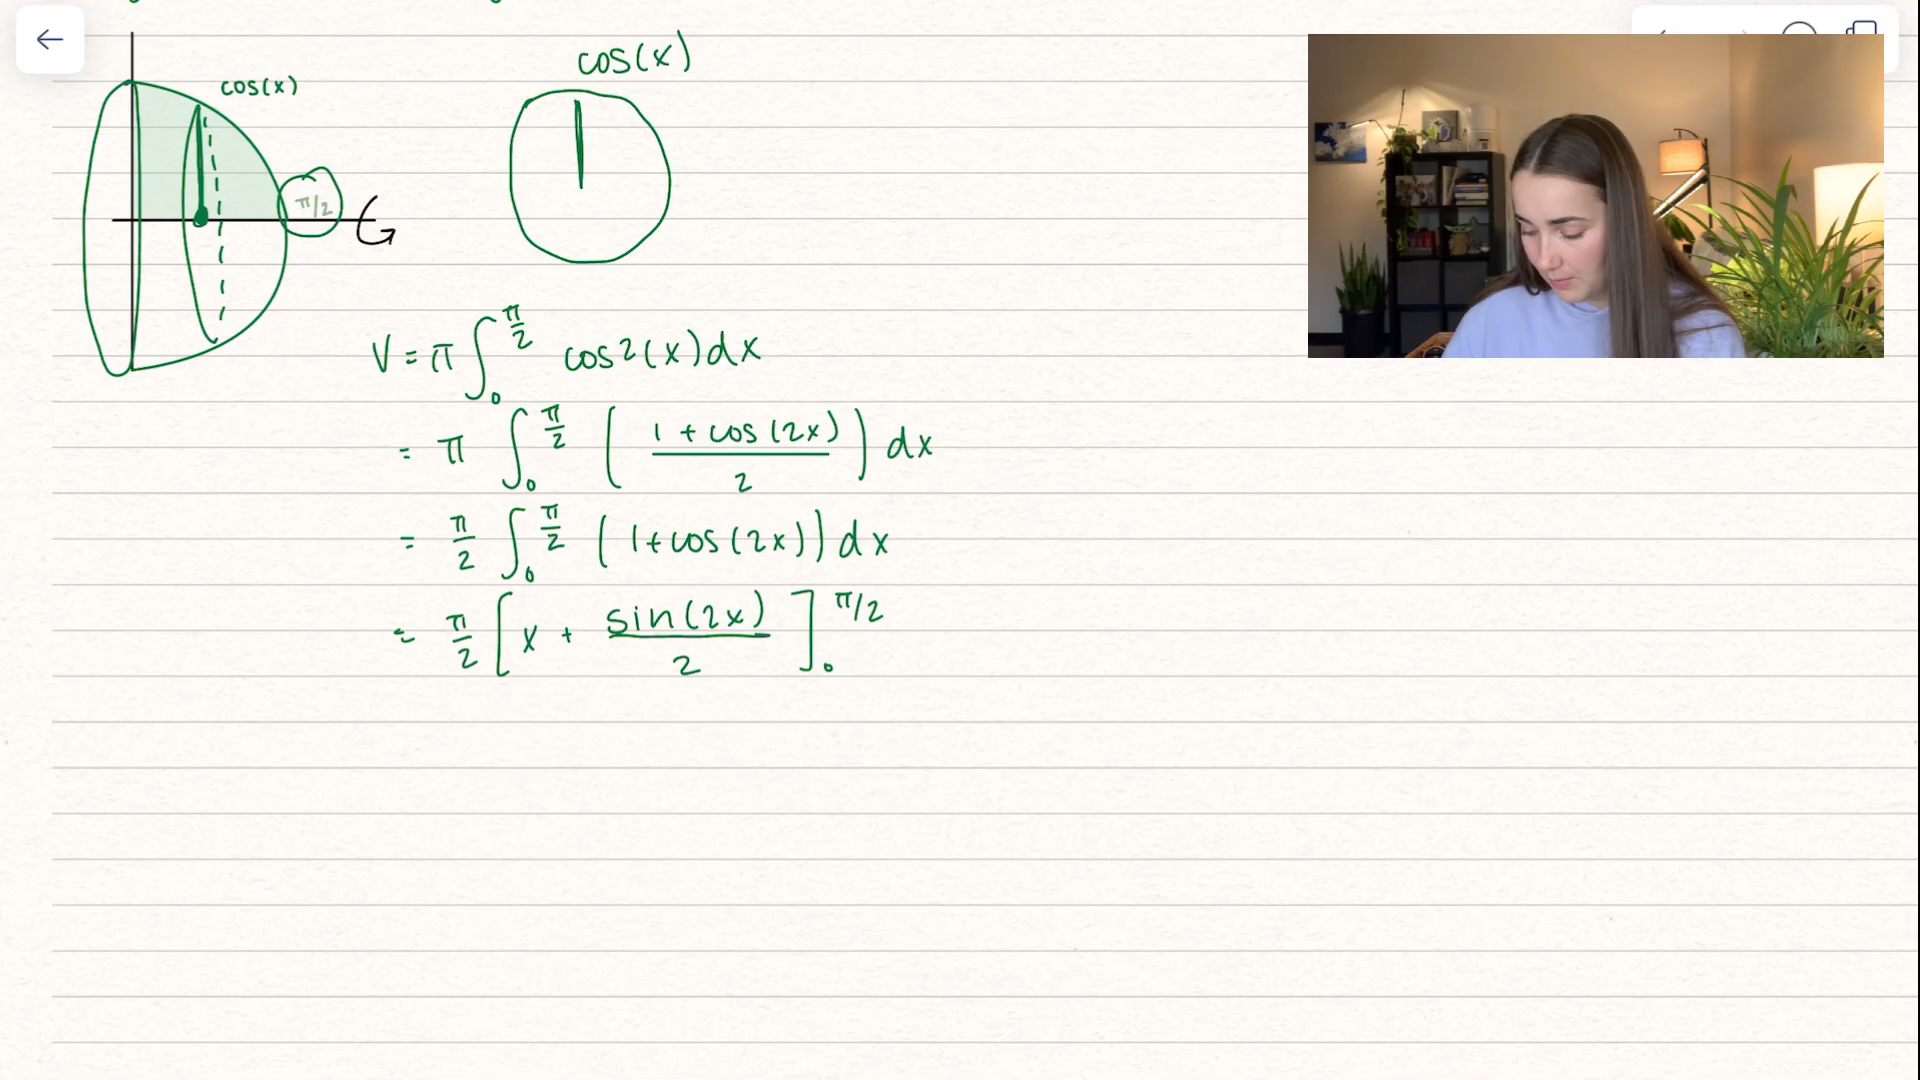 cos(x)
cos(x)
π/2
V = π ∫₀^(π/2) cos2(x)dx
= π ∫₀^(π/2) ( (1 + cos(2x))/2 ) dx
= π/2 ∫₀^(π/2) (1+cos(2x))dx
= π/2 [ x + sin(2x)/2 ]₀^(π/2)